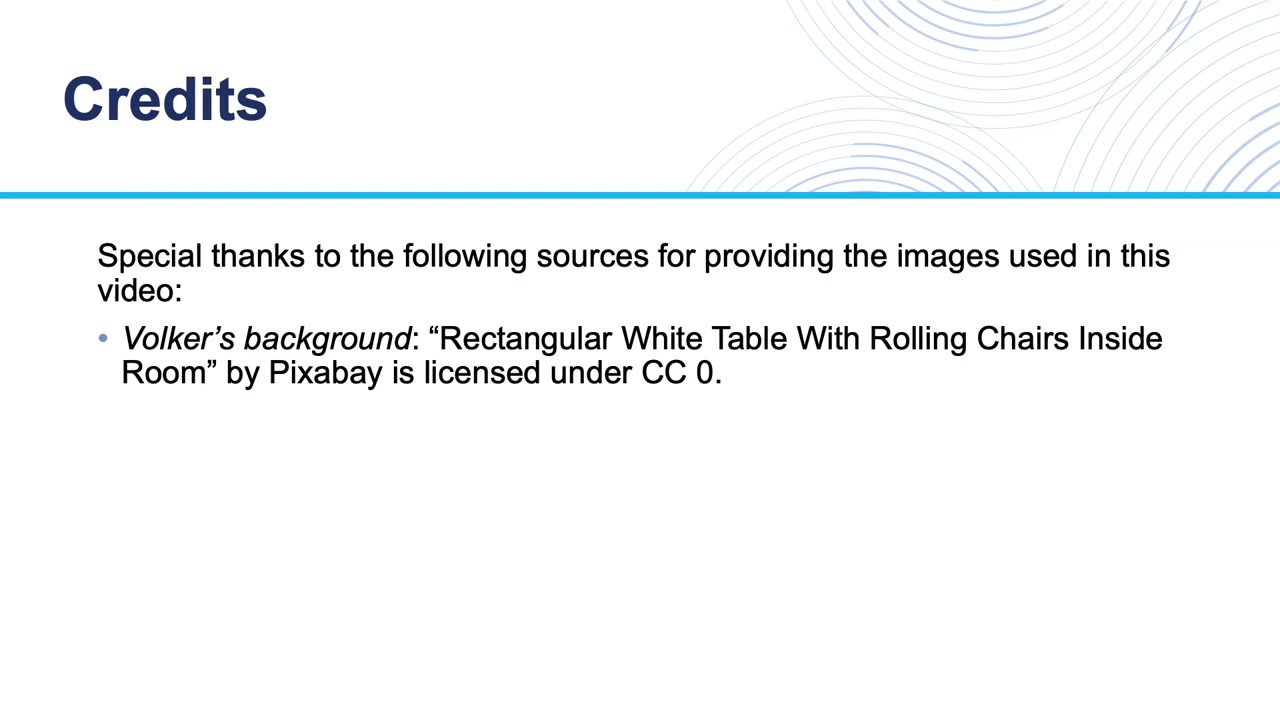 Credits
Special thanks to the following sources for providing the images used in this
video:
• Volker’s background: “Rectangular White Table With Rolling Chairs Inside
Room” by Pixabay is licensed under CC 0.